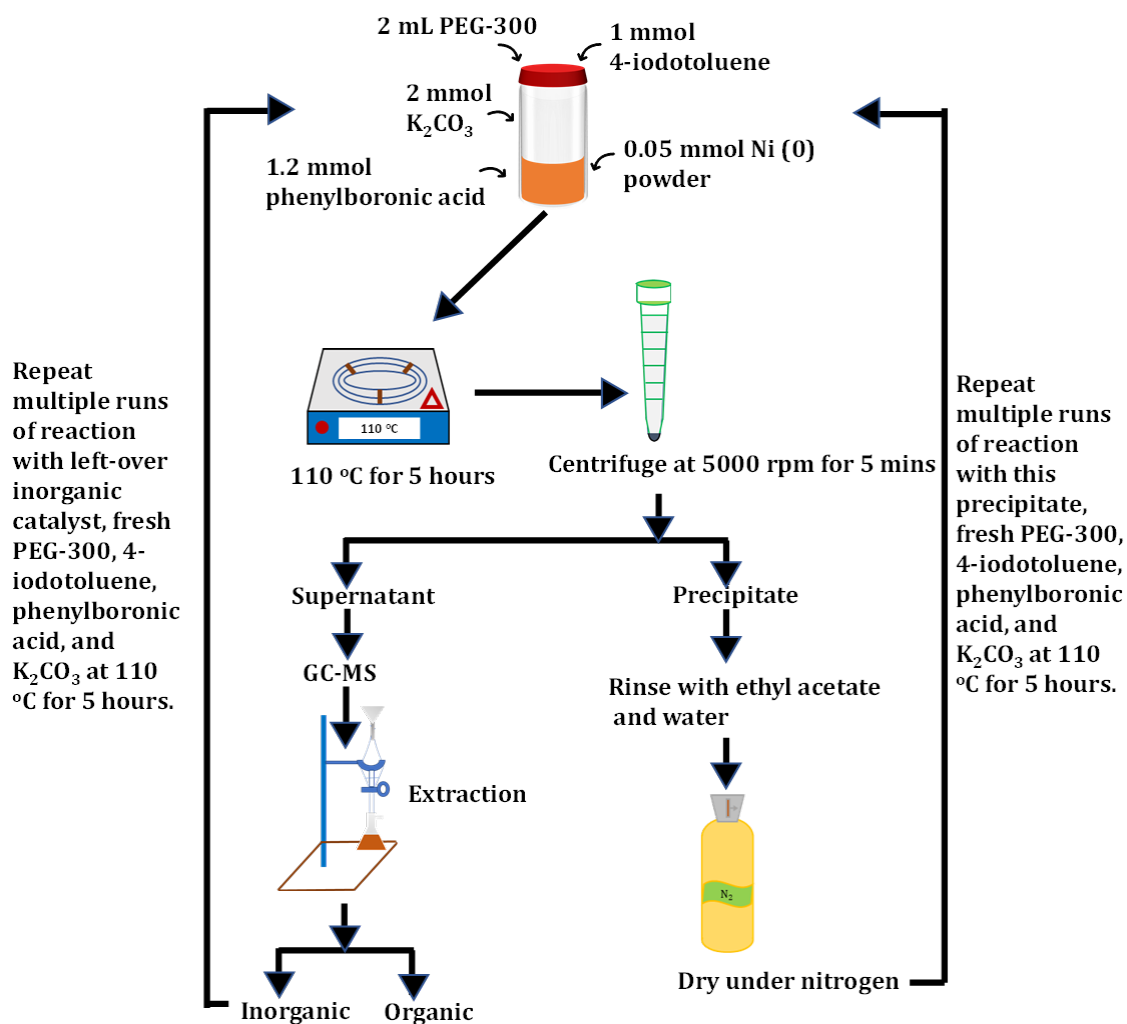 2 mL PEG-300
1 mmol
4-iodotoluene
2 mmol
K₂CO₃
1.2 mmol
phenylboronic acid
0.05 mmol Ni (0)
powder
110 °C
110 °C for 5 hours
Centrifuge at 5000 rpm for 5 mins
Repeat
multiple runs
of reaction
with left-over
inorganic
catalyst, fresh
PEG-300, 4-
iodotoluene,
phenylboronic
acid, and
K₂CO₃ at 110
°C for 5 hours.
Repeat
multiple runs
of reaction
with this
precipitate,
fresh PEG-300,
4-iodotoluene,
phenylboronic
acid, and
K₂CO₃ at 110
°C for 5 hours.
Supernatant
Precipitate
GC-MS
Rinse with ethyl acetate
and water
Extraction
N₂
Dry under nitrogen
Inorganic
Organic